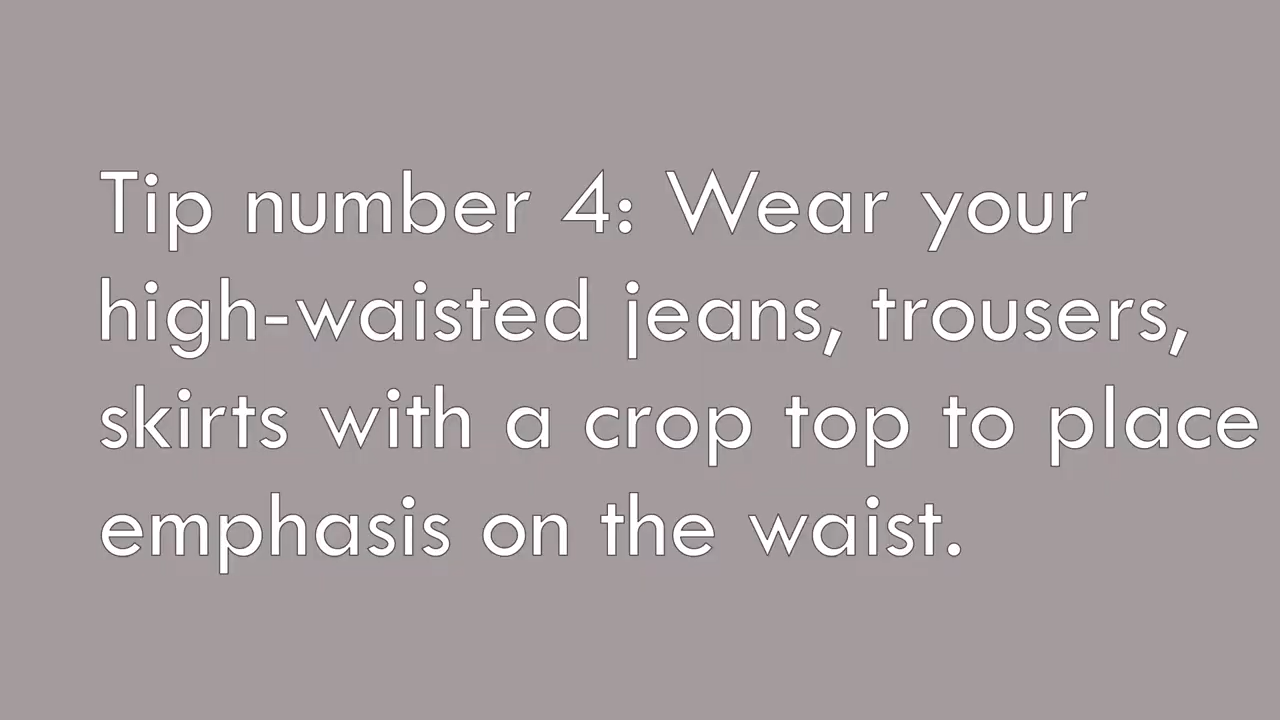 Tip number 4: Wear your
high-waisted jeans, trousers,
skirts with a crop top to place
emphasis on the waist.